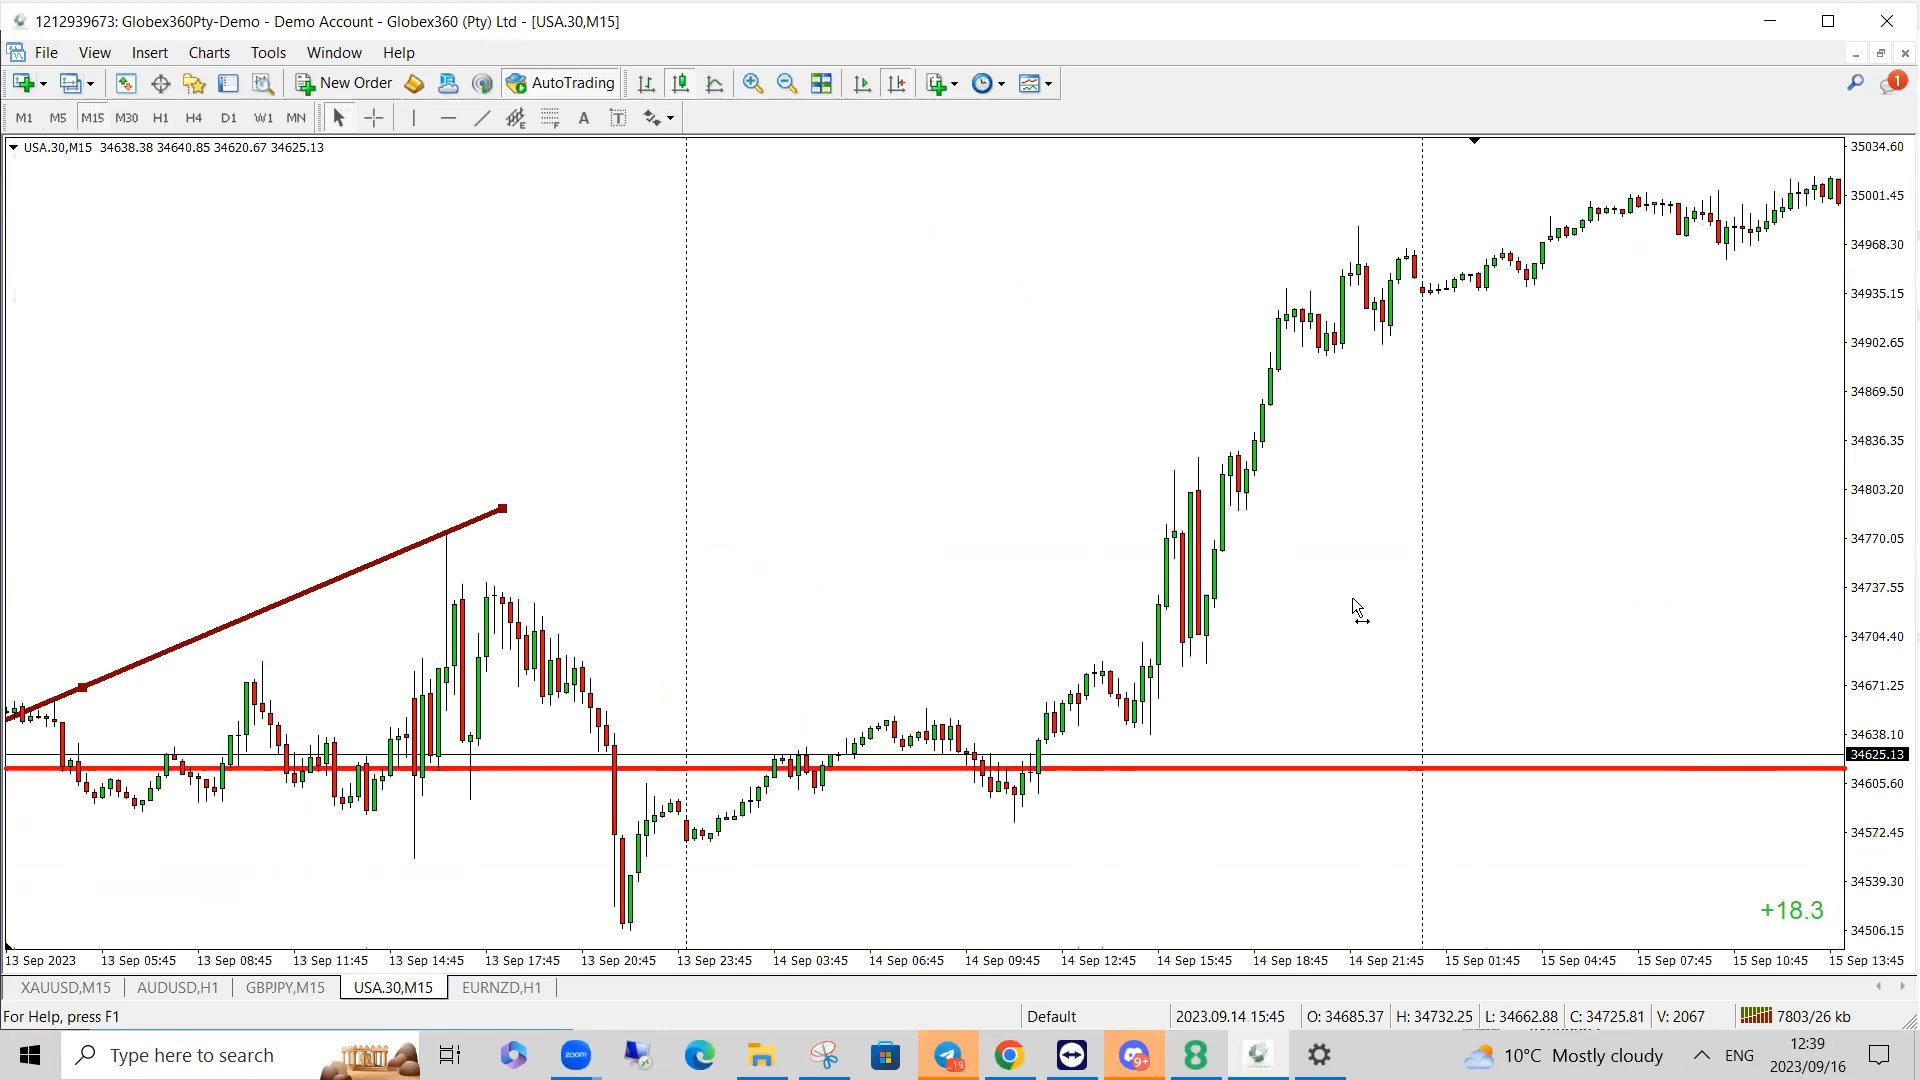 1212939673: Globex360Pty-Demo - Demo Account - Globex360 (Pty) Ltd - [USA.30,M15]
File View Insert Charts Tools Window Help
New Order AutoTrading 1
M1 M5 M15 M30 H1 H4 D1 W1 MN E F A T
USA.30,M15 34638.38 34640.85 34620.67 34625.13
35034.60
35001.45
34968.30
34935.15
34902.65
34869.50
34836.35
34803.20
34770.05
34737.55
34704.40
34671.25
34638.10
34625.13
34605.60
34572.45
34539.30
+18.3
34506.15
13 Sep 2023 13 Sep 05:45 13 Sep 08:45 13 Sep 11:45 13 Sep 14:45 13 Sep 17:45 13 Sep 20:45 13 Sep 23:45 14 Sep 03:45 14 Sep 06:45 14 Sep 09:45 14 Sep 12:45 14 Sep 15:45 14 Sep 18:45 14 Sep 21:45 15 Sep 01:45 15 Sep 04:45 15 Sep 07:45 15 Sep 10:45 15 Sep 13:45
XAUUSD,M15 AUDUSD,H1 GBPJPY,M15 USA.30,M15 EURNZD,H1
For Help, press F1 Default 2023.09.14 15:45 O: 34685.37 H: 34732.25 L: 34662.88 C: 34725.81 V: 2067 7803/26 kb
Type here to search zoom 19 9+ 8 10°C Mostly cloudy ENG 12:39
2023/09/16